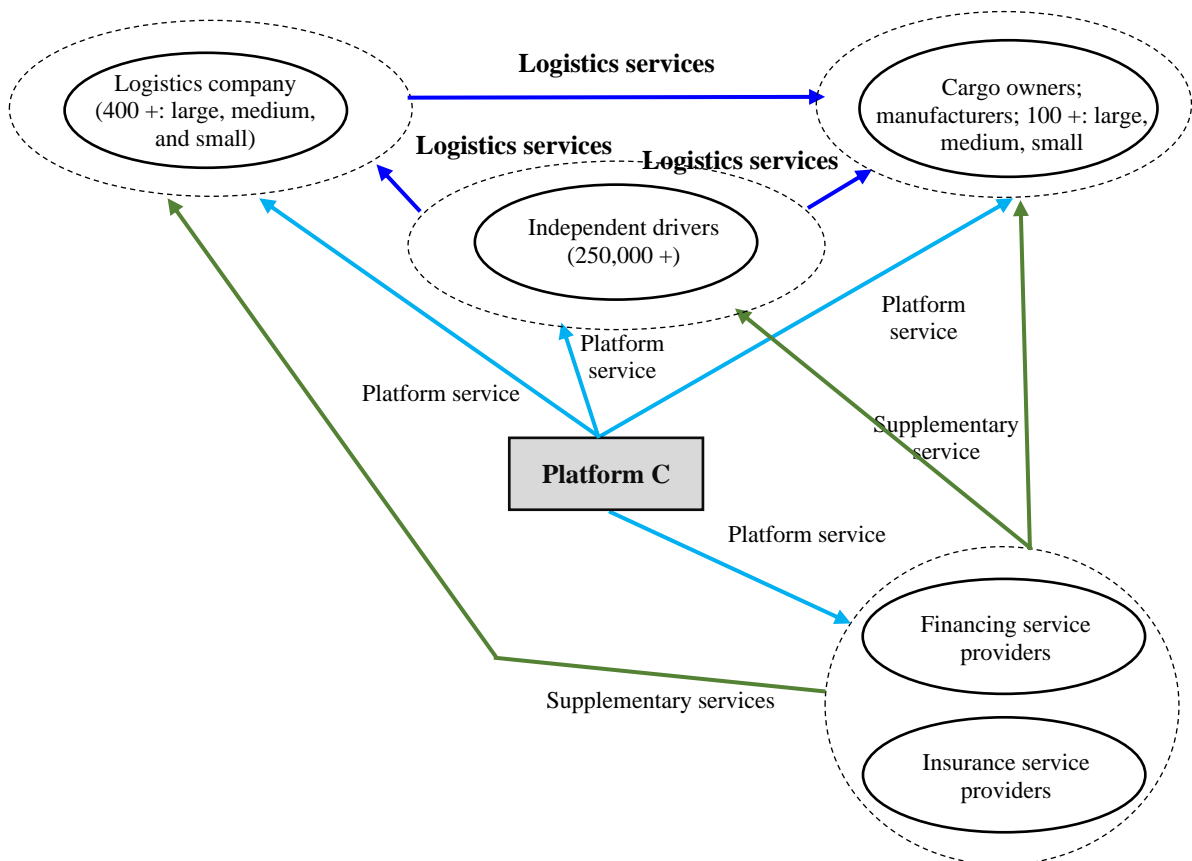 Logistics services
Logistics company
(400 +: large, medium,
and small)
Cargo owners;
manufacturers; 100 +: large,
medium, small
Logistics services
Logistics services
Independent drivers
(250,000 +)
Platform
service
Platform
service
Platform service
Supplementary
service
Platform C
Platform service
Financing service
providers
Supplementary services
Insurance service
providers